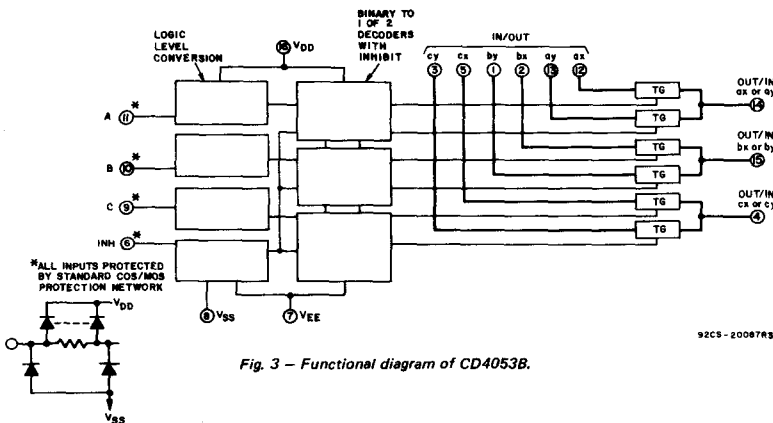 LOGIC
LEVEL
CONVERSION
BINARY TO
1 OF 2
DECODERS
WITH
INHIBIT
16 VDD
IN/OUT
cy cx by bx ay ax
3 5 1 2 13 12
A 11 *
B 10 *
C 9 *
INH 6 *
TG
TG
TG
TG
TG
TG
OUT/IN
ax or ay
14
OUT/IN
bx or by
15
OUT/IN
cx or cy
4
8 VSS
7 VEE
*ALL INPUTS PROTECTED
BY STANDARD COS/MOS
PROTECTION NETWORK
VDD
VSS
92CS-20087R3
Fig. 3 – Functional diagram of CD4053B.